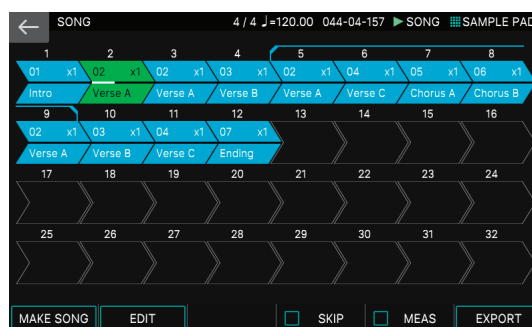 SONG 4/4 ♩=120.00 044-04-157 SONG SAMPLE PAD
1 2 3 4 5 6 7 8
01 x1 02 x1 02 x1 03 x1 02 x1 04 x1 05 x1 06 x1
Intro Verse A Verse A Verse B Verse A Verse C Chorus A Chorus B
9 10 11 12 13 14 15 16
02 x1 03 x1 04 x1 07 x1
Verse A Verse B Verse C Ending
17 18 19 20 21 22 23 24
25 26 27 28 29 30 31 32
MAKE SONG EDIT SKIP MEAS EXPORT